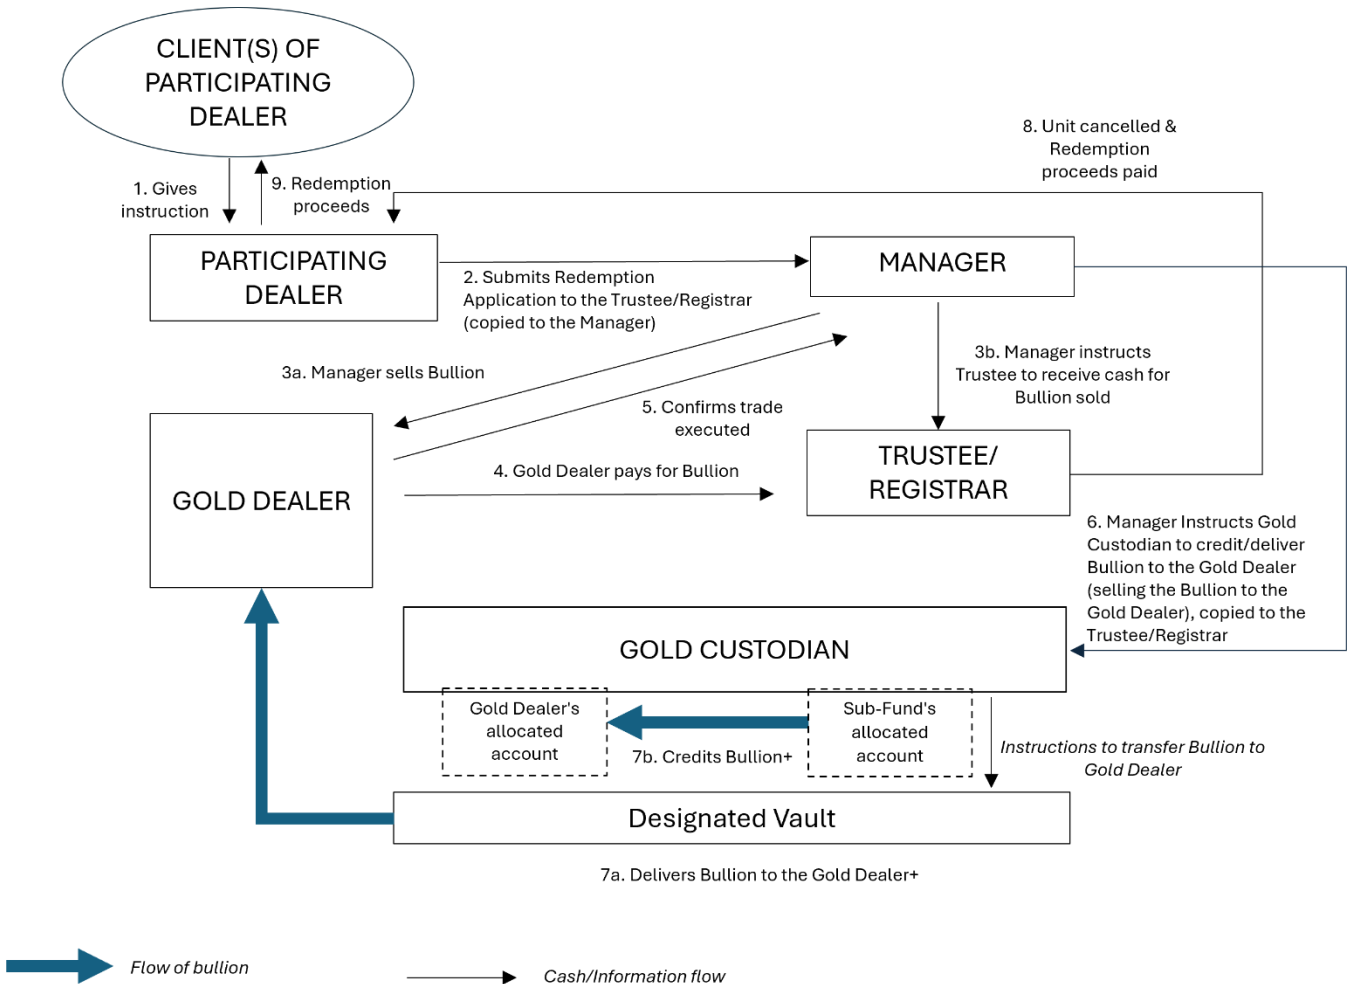 CLIENT(S) OF
PARTICIPATING
DEALER
8. Unit cancelled &
Redemption
proceeds paid
1. Gives
instruction
9. Redemption
proceeds
PARTICIPATING
DEALER
MANAGER
2. Submits Redemption
Application to the Trustee/Registrar
(copied to the Manager)
3a. Manager sells Bullion
3b. Manager instructs
Trustee to receive cash for
Bullion sold
5. Confirms trade
executed
GOLD DEALER
4. Gold Dealer pays for Bullion
TRUSTEE/
REGISTRAR
6. Manager Instructs Gold
Custodian to credit/deliver
Bullion to the Gold Dealer
(selling the Bullion to the
Gold Dealer), copied to the
Trustee/Registrar
GOLD CUSTODIAN
Gold Dealer's
allocated
account
7b. Credits Bullion+
Sub-Fund's
allocated
account
Instructions to transfer Bullion to
Gold Dealer
Designated Vault
7a. Delivers Bullion to the Gold Dealer+
Flow of bullion
Cash/Information flow